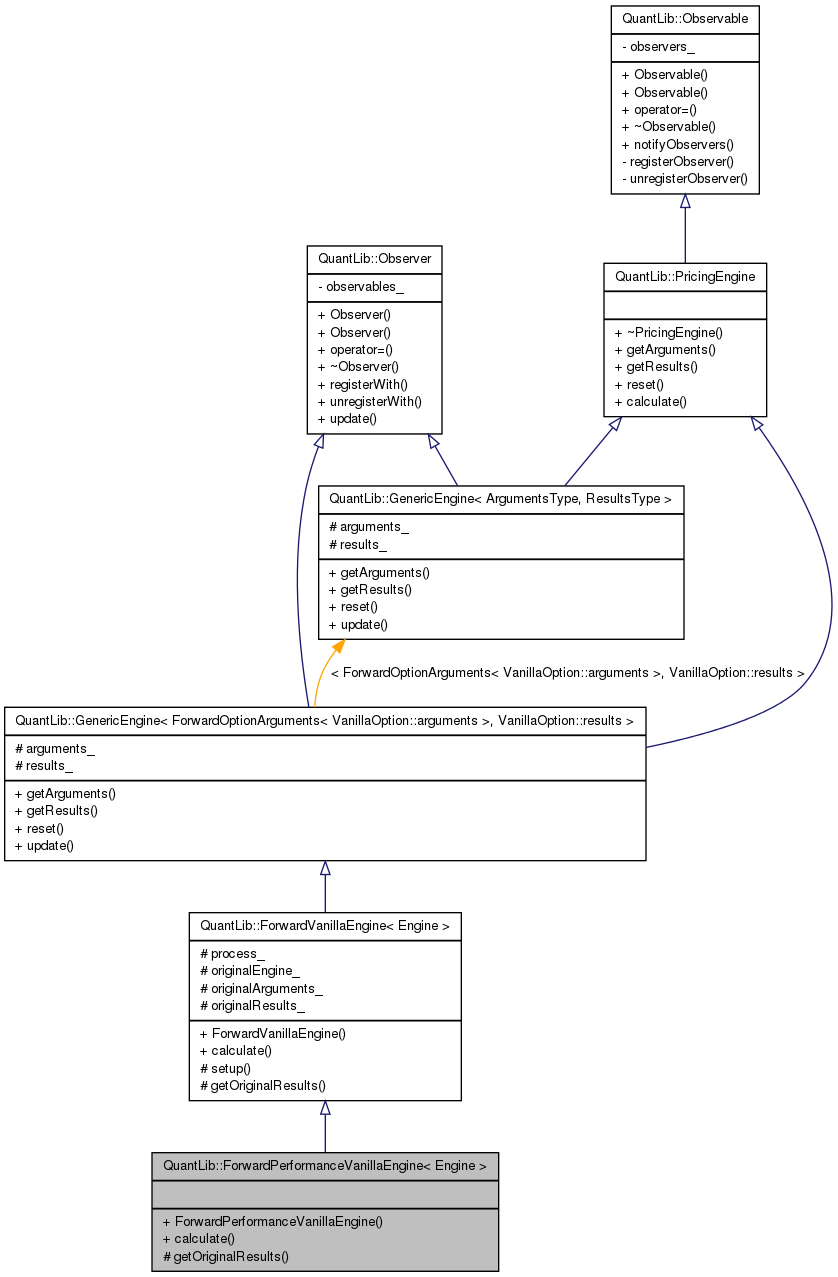 QuantLib::Observable
- observers_
+ Observable()
+ Observable()
+ operator=()
+ ~Observable()
+ notifyObservers()
- registerObserver()
- unregisterObserver()
QuantLib::Observer
- observables_
+ Observer()
+ Observer()
+ operator=()
+ ~Observer()
+ registerWith()
+ unregisterWith()
+ update()
QuantLib::PricingEngine
+ ~PricingEngine()
+ getArguments()
+ getResults()
+ reset()
+ calculate()
QuantLib::GenericEngine< ArgumentsType, ResultsType >
# arguments_
# results_
+ getArguments()
+ getResults()
+ reset()
+ update()
< ForwardOptionArguments< VanillaOption::arguments >, VanillaOption::results >
QuantLib::GenericEngine< ForwardOptionArguments< VanillaOption::arguments >, VanillaOption::results >
# arguments_
# results_
+ getArguments()
+ getResults()
+ reset()
+ update()
QuantLib::ForwardVanillaEngine< Engine >
# process_
# originalEngine_
# originalArguments_
# originalResults_
+ ForwardVanillaEngine()
+ calculate()
# setup()
# getOriginalResults()
QuantLib::ForwardPerformanceVanillaEngine< Engine >
+ ForwardPerformanceVanillaEngine()
+ calculate()
# getOriginalResults()